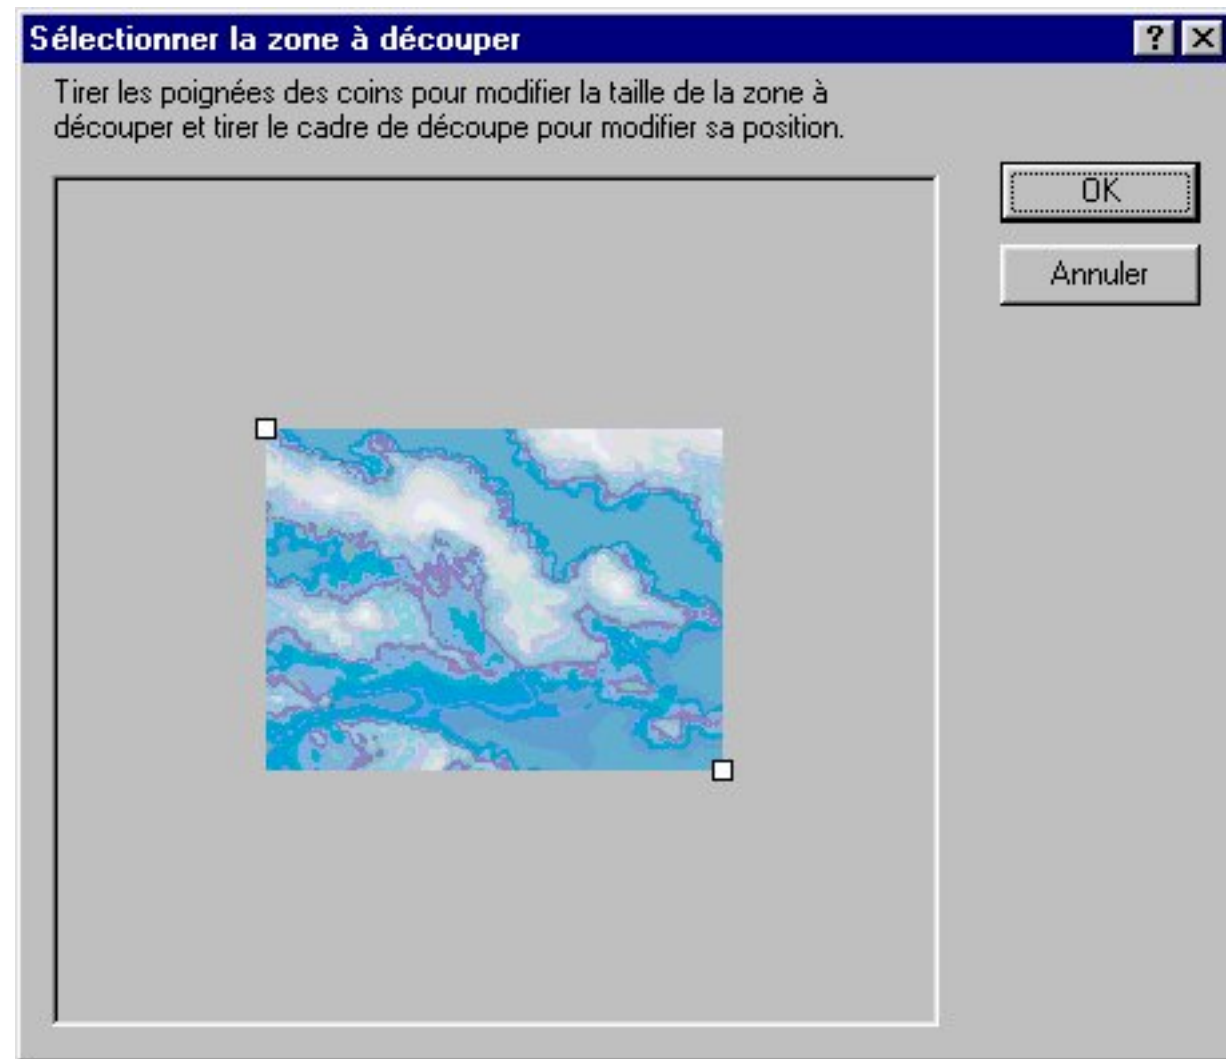 Sélectionner la zone à découper
Tirer les poignées des coins pour modifier la taille de la zone à
découper et tirer le cadre de découpe pour modifier sa position.
OK
Annuler